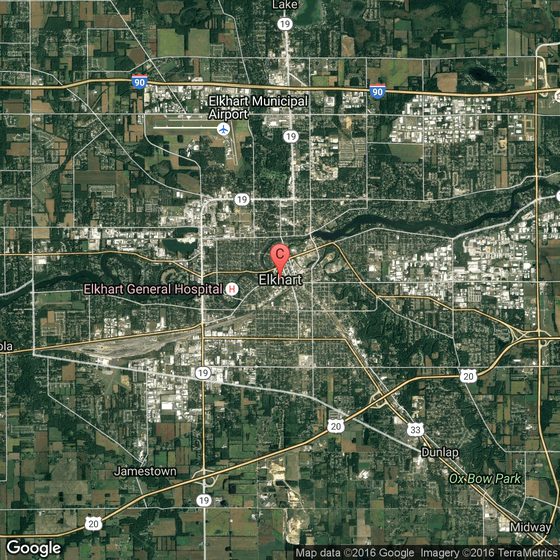 Lake
19
90
90
Elkhart Municipal
Airport
19
19
C
Elkhart
Elkhart General Hospital
H
ola
19
20
20
33
Dunlap
Jamestown
Ox Bow Park
19
20
Midway
Google
Map data ©2016 Google Imagery ©2016 TerraMetrics